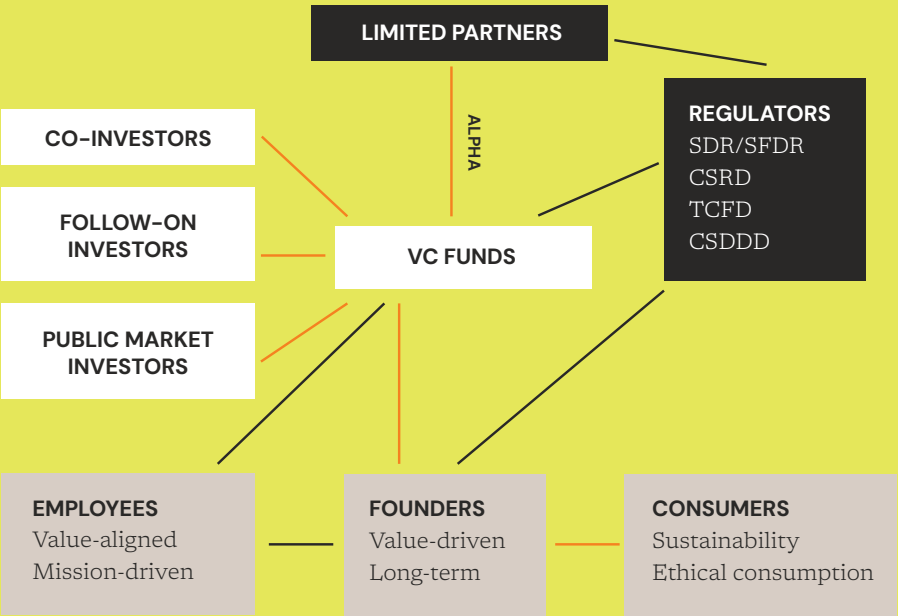 LIMITED PARTNERS
ALPHA
REGULATORS
SDR/SFDR
CSRD
TCFD
CSDDD
CO-INVESTORS
FOLLOW-ON
INVESTORS
VC FUNDS
PUBLIC MARKET
INVESTORS
EMPLOYEES
Value-aligned
Mission-driven
FOUNDERS
Value-driven
Long-term
CONSUMERS
Sustainability
Ethical consumption